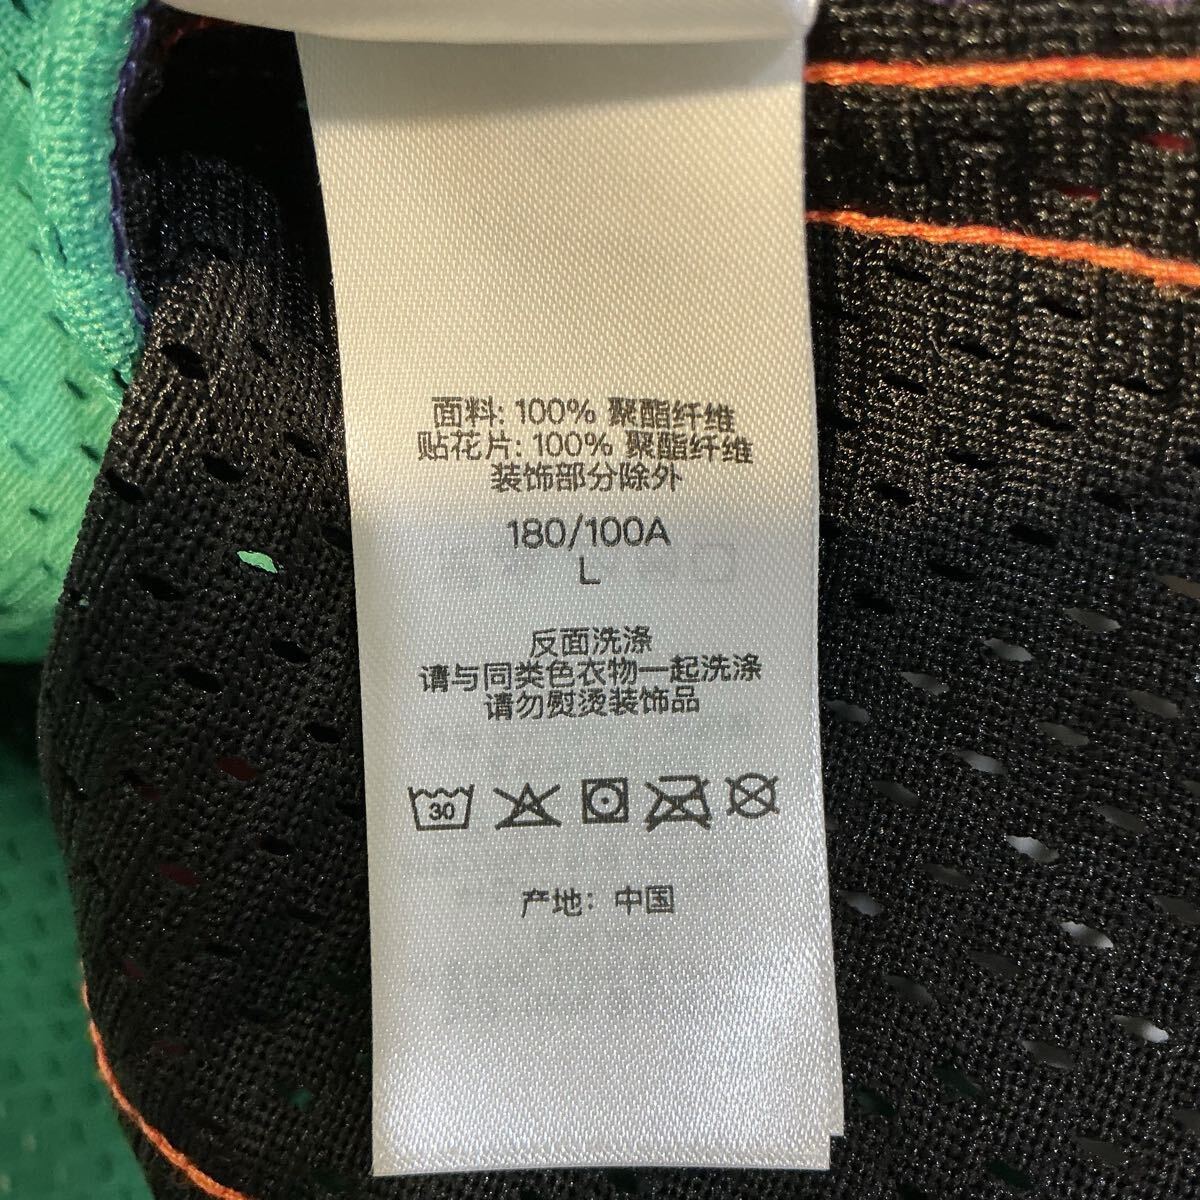 面料: 100% 聚酯纤维
贴花片: 100% 聚酯纤维
装饰部分除外
180/100A
L
反面洗涤
请与同类色衣物一起洗涤
请勿熨烫装饰品
30
产地: 中国